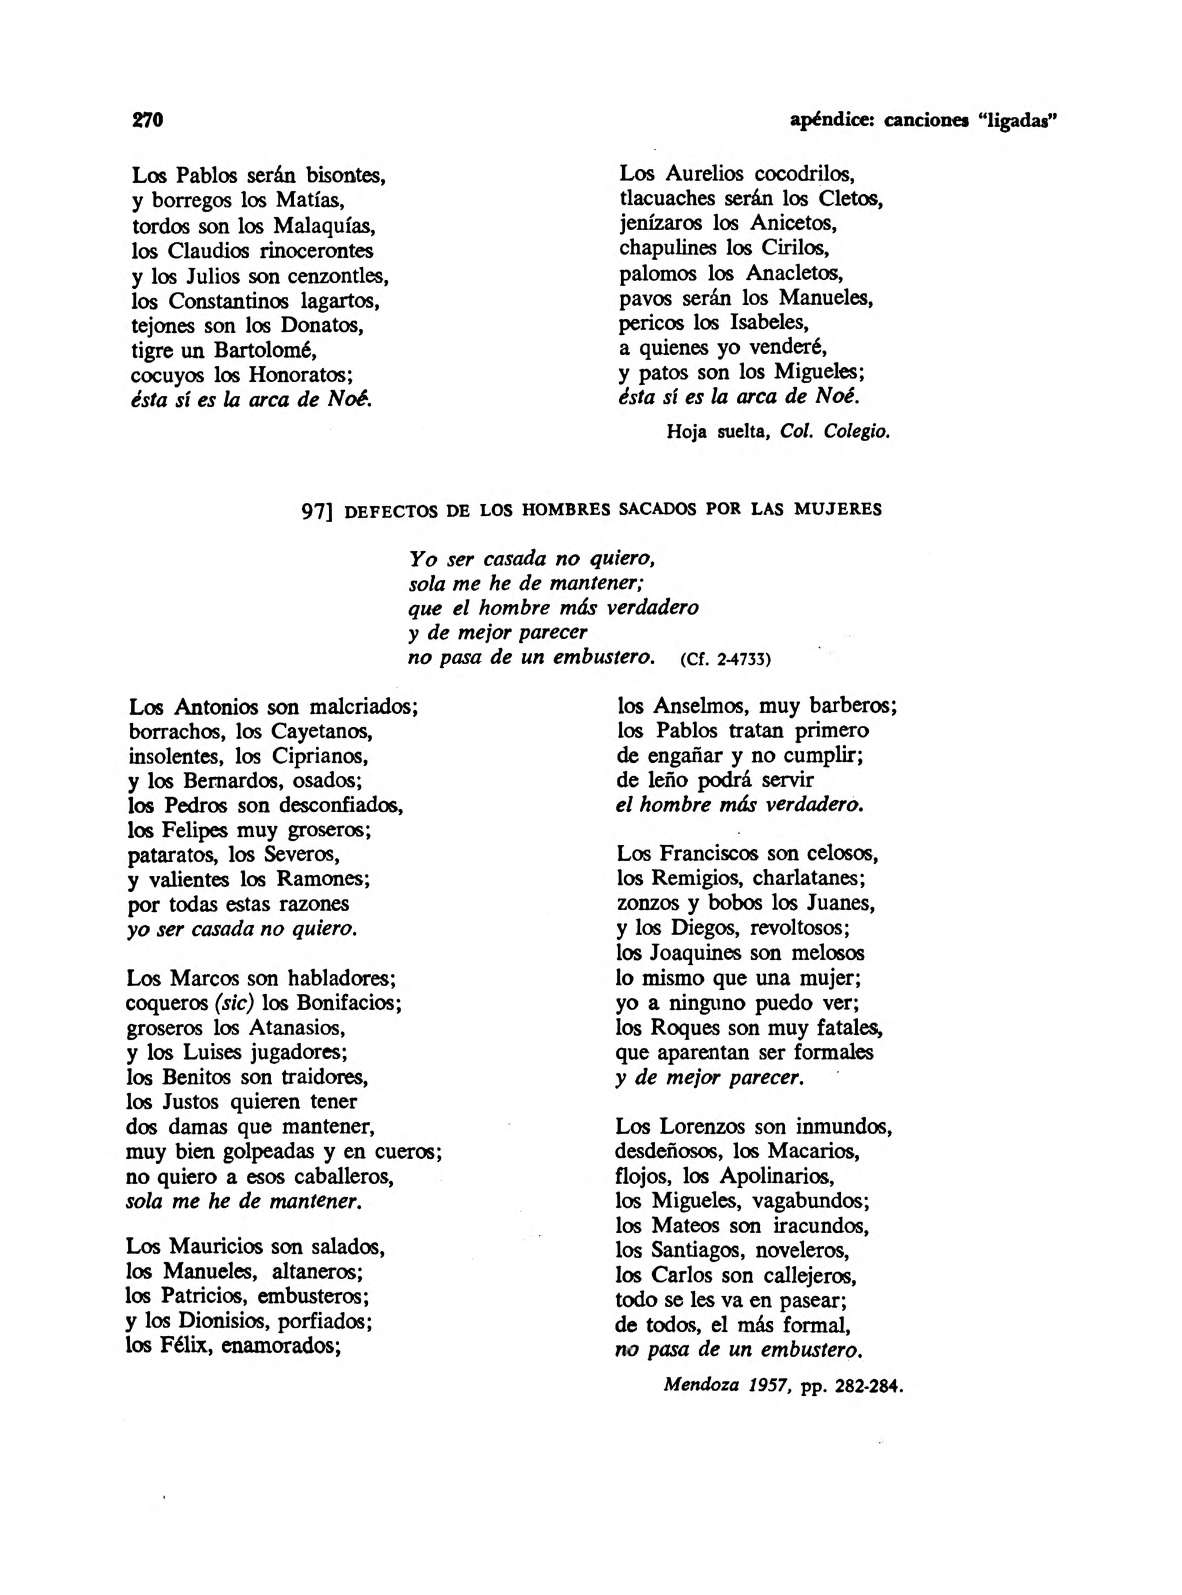 270
apéndice: canciones “ligadas”
Los Pablos serán bisontes,
y borregos los Matías,
tordos son los Malaquías,
los Claudios rinocerontes
y los Julios son cenzontles,
los Constantinos lagartos,
tejones son los Donatos,
tigre un Bartolomé,
cocuyos los Honoratos;
ésta sí es la arca de Noé.
Los Aurelios cocodrilos,
tlacuaches serán los Cletos,
jenízaros los Anicetos,
chapulines los Cirilos,
palomos los Anacletos,
pavos serán los Manueles,
pericos los Isabeles,
a quienes yo venderé,
y patos son los Migueles;
ésta sí es la arca de Noé.
Hoja suelta, Col. Colegio.
97] DEFECTOS DE LOS HOMBRES SACADOS POR LAS MUJERES
Yo ser casada no quiero,
sola me he de mantener;
que el hombre más verdadero
y de mejor parecer
no pasa de un embustero. (Cf. 2-4733)
Los Antonios son malcriados;
borrachos, los Cayetanos,
insolentes, los Ciprianos,
y los Bernardos, osados;
los Pedros son desconfiados,
los Felipes muy groseros;
pataratos, los Severos,
y valientes los Ramones;
por todas estas razones
yo ser casada no quiero.
Los Marcos son habladores;
coqueros (sic) los Bonifacios;
groseros los Atanasios,
y los Luises jugadores;
los Benitos son traidores,
los Justos quieren tener
dos damas que mantener,
muy bien golpeadas y en cueros;
no quiero a esos caballeros,
sola me he de mantener.
Los Mauricios son salados,
los Manueles, altaneros;
los Patricios, embusteros;
y los Dionisios, porfiados;
los Félix, enamorados;
los Anselmos, muy barberos;
los Pablos tratan primero
de engañar y no cumplir;
de leño podrá servir
el hombre más verdadero.
Los Franciscos son celosos,
los Remigios, charlatanes;
zonzos y bobos los Juanes,
y los Diegos, revoltosos;
los Joaquines son melosos
lo mismo que una mujer;
yo a ninguno puedo ver;
los Roques son muy fatales,
que aparentan ser formales
y de mejor parecer.
Los Lorenzos son inmundos,
desdeñosos, los Macarios,
flojos, los Apolinarios,
los Migueles, vagabundos;
los Mateos son iracundos,
los Santiagos, noveleros,
los Carlos son callejeros,
todo se les va en pasear;
de todos, el más formal,
no pasa de un embustero.
Mendoza 1957, pp. 282-284.